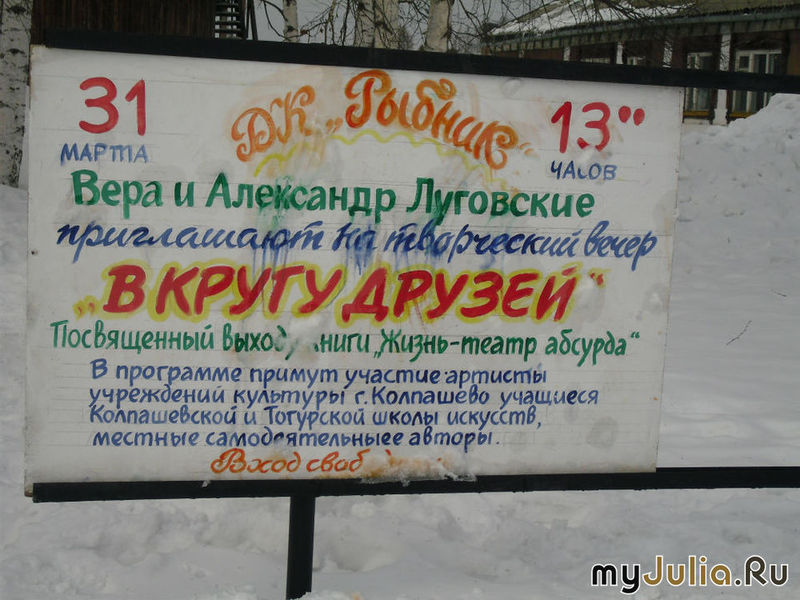 31 ДК „Рыбник" 13""
МАРТА ЧАСОВ
Вера и Александр Луговские
приглашают на творческий вечер
„В КРУГУ ДРУЗЕЙ"
Посвященный выходу книги „Жизнь-театр абсурда"
В программе примут участие артисты
учреждений культуры г. Колпашево учащиеся
Колпашевской и Тогурской школы искусств,
местные самодеятельныее авторы.
Вход своб
myJulia.Ru